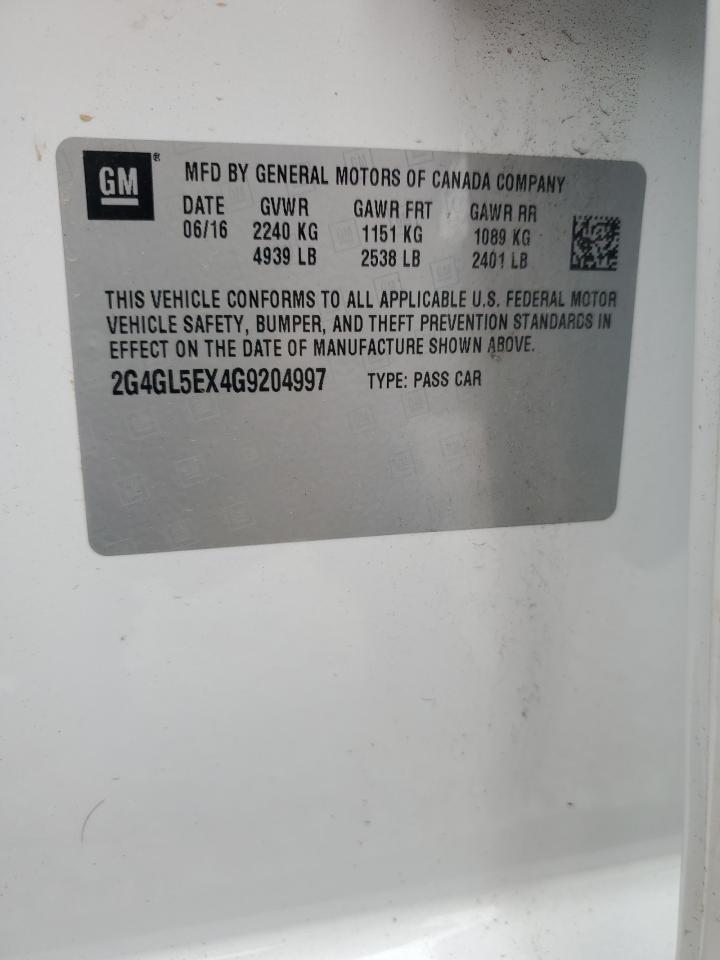 GM ®
MFD BY GENERAL MOTORS OF CANADA COMPANY
DATE GVWR GAWR FRT GAWR RR
06/16 2240 KG 1151 KG 1089 KG
4939 LB 2538 LB 2401 LB
THIS VEHICLE CONFORMS TO ALL APPLICABLE U.S. FEDERAL MOTOR
VEHICLE SAFETY, BUMPER, AND THEFT PREVENTION STANDARDS IN
EFFECT ON THE DATE OF MANUFACTURE SHOWN ABOVE.
2G4GL5EX4G9204997 TYPE: PASS CAR